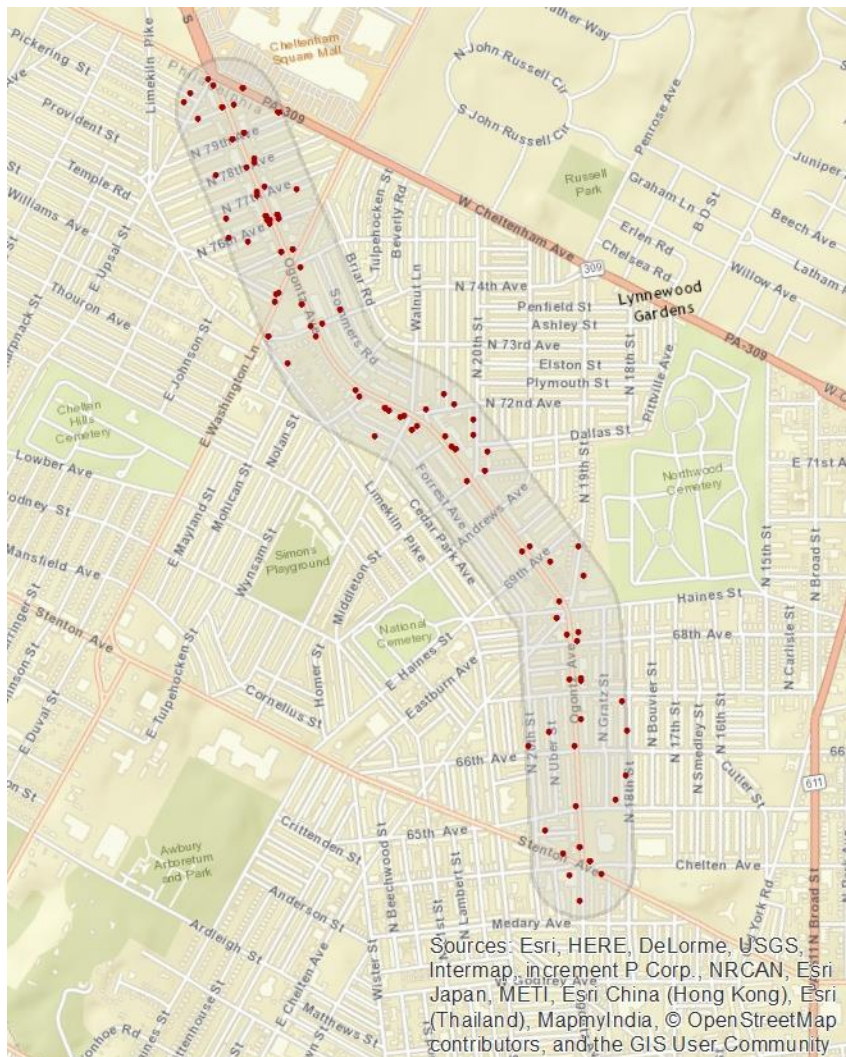 S
Cheltenham
Square Mall
Pickering St
Limekiln Pike
Philadelphia
PA-309
N John Russell Cir
S John Russell Cir
Penrose Ave
Provident St
N 79th Ave
N 78th Ave
N 77th Ave
N 76th Ave
Temple Rd
Williams Ave
E Upsal St
Thouron Ave
E Johnson St
E Washington Ln
Ogontz Ave
Sommers Rd
Briar Rd
Tulpehocken St
Beverly Rd
Walnut Ln
W Cheltenham Ave
309
Russell
Park
Graham Ln
B D St
Juniper
Beech Ave
Erlen Rd
Chelsea Rd
Willow Ave
Latham
Lynnewood
Gardens
PA-309
N 74th Ave
Penfield St
Ashley St
N 73rd Ave
Elston St
Plymouth St
N 72nd Ave
N 20th St
N 18th St
Pittville Ave
Dallas St
N 19th St
Chelten
Hills
Cemetery
Nolan St
Lowber Ave
Mohican St
E Mayland St
Wynsam St
Mansfield Ave
Stenton Ave
Simons
Playground
Limekiln Pike
Forrest Ave
Cedar Park Ave
Andrews Ave
69th Ave
Middleton St
National
Cemetery
Northwood
Cemetery
E 71st A
N 15th St
N Broad St
Haines St
68th Ave
N Carlisle St
E Haines St
Eastburn Ave
Homer St
Cornelius St
E Tulpehocken St
E Duval St
Ogontz Ave
N Gratz St
N Bouvier St
N 17th St
N Smedley St
N 16th St
N 20th St
N Uber St
66th Ave
66
Cutler St
611
N 18th St
65th Ave
Stenton Ave
Chelten Ave
Crittenden St
Awbury
Arboretum
and Park
Anderson St
Ardleigh St
E Chelten Ave
N Beechwood St
N Lambert St
Wister St
Medary Ave
W Godfrey Ave
N Broad St
Matthews St
Sources: Esri, HERE, DeLorme, USGS,
Intermap, increment P Corp., NRCAN, Esri
Japan, METI, Esri China (Hong Kong), Esri
(Thailand), MapmyIndia, © OpenStreetMap
contributors, and the GIS User Community